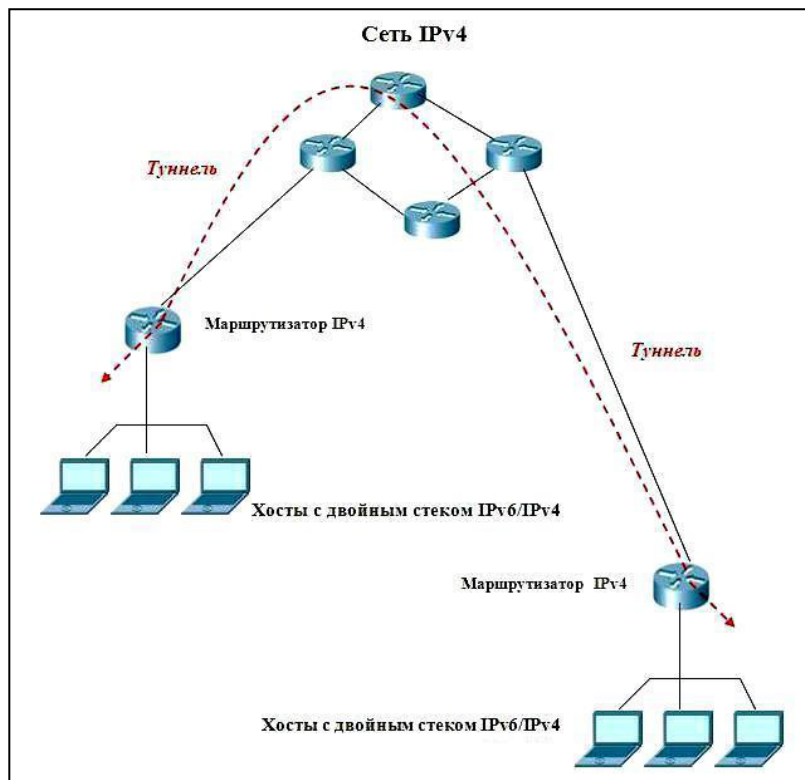 Сеть IPv4
Туннель
Маршрутизатор IPv4
Туннель
Хосты с двойным стеком IPv6/IPv4
Маршрутизатор IPv4
Хосты с двойным стеком IPv6/IPv4